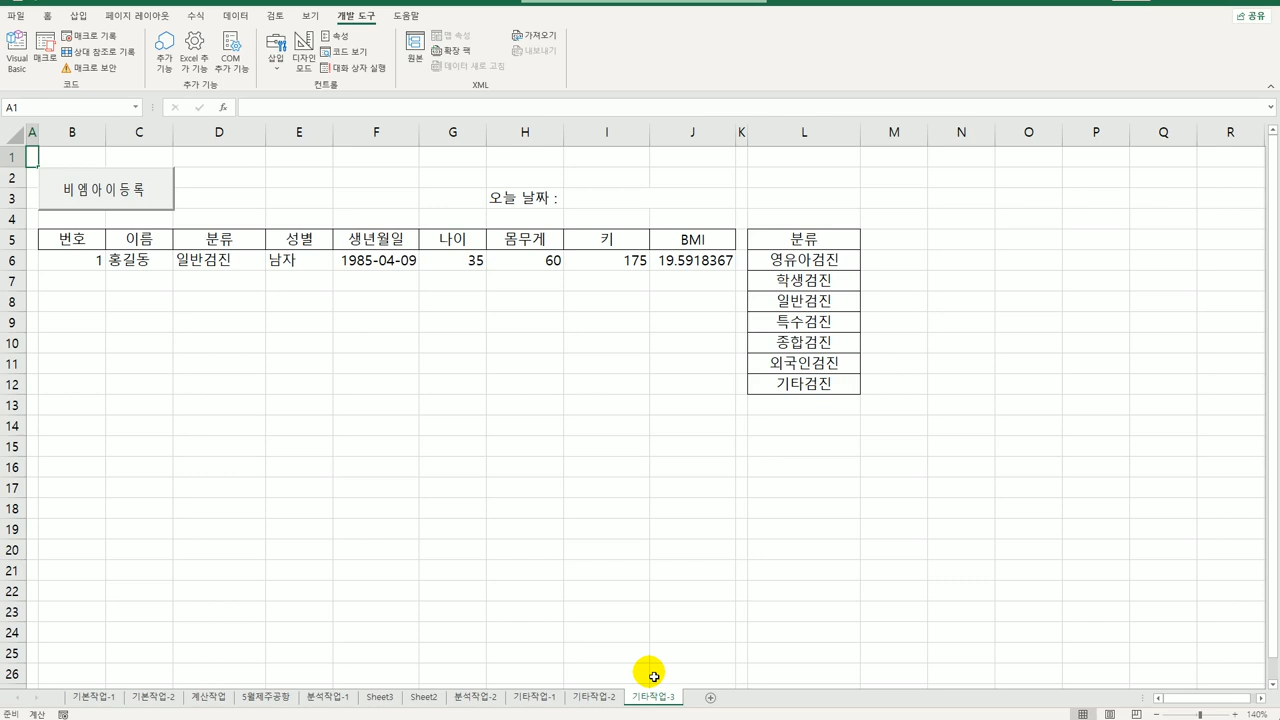 파일 홈 삽입 페이지 레이아웃 수식 데이터 검토 보기 개발 도구 도움말 공유
Visual Basic 매크로 매크로 기록 상대 참조로 기록 매크로 보안 코드
추가 기능 Excel 추가 기능 COM 추가 기능 추가 기능
삽입 디자인 모드 속성 코드 보기 대화 상자 실행 컨트롤
원본 맵 속성 확장 팩 데이터 새로 고침 가져오기 내보내기 XML
A1 fx
A B C D E F G H I J K L M N O P Q R
1
2 비엠아이등록
3 오늘 날짜 :
4
5 번호 이름 분류 성별 생년월일 나이 몸무게 키 BMI 분류
6 1 홍길동 일반검진 남자 1985-04-09 35 60 175 19.5918367 영유아검진
7 학생검진
8 일반검진
9 특수검진
10 종합검진
11 외국인검진
12 기타검진
13
14
15
16
17
18
19
20
21
22
23
24
25
26
기본작업-1 기본작업-2 계산작업 5월제주공항 분석작업-1 Sheet3 Sheet2 분석작업-2 기타작업-1 기타작업-2 기타작업-3
준비 계산 140%